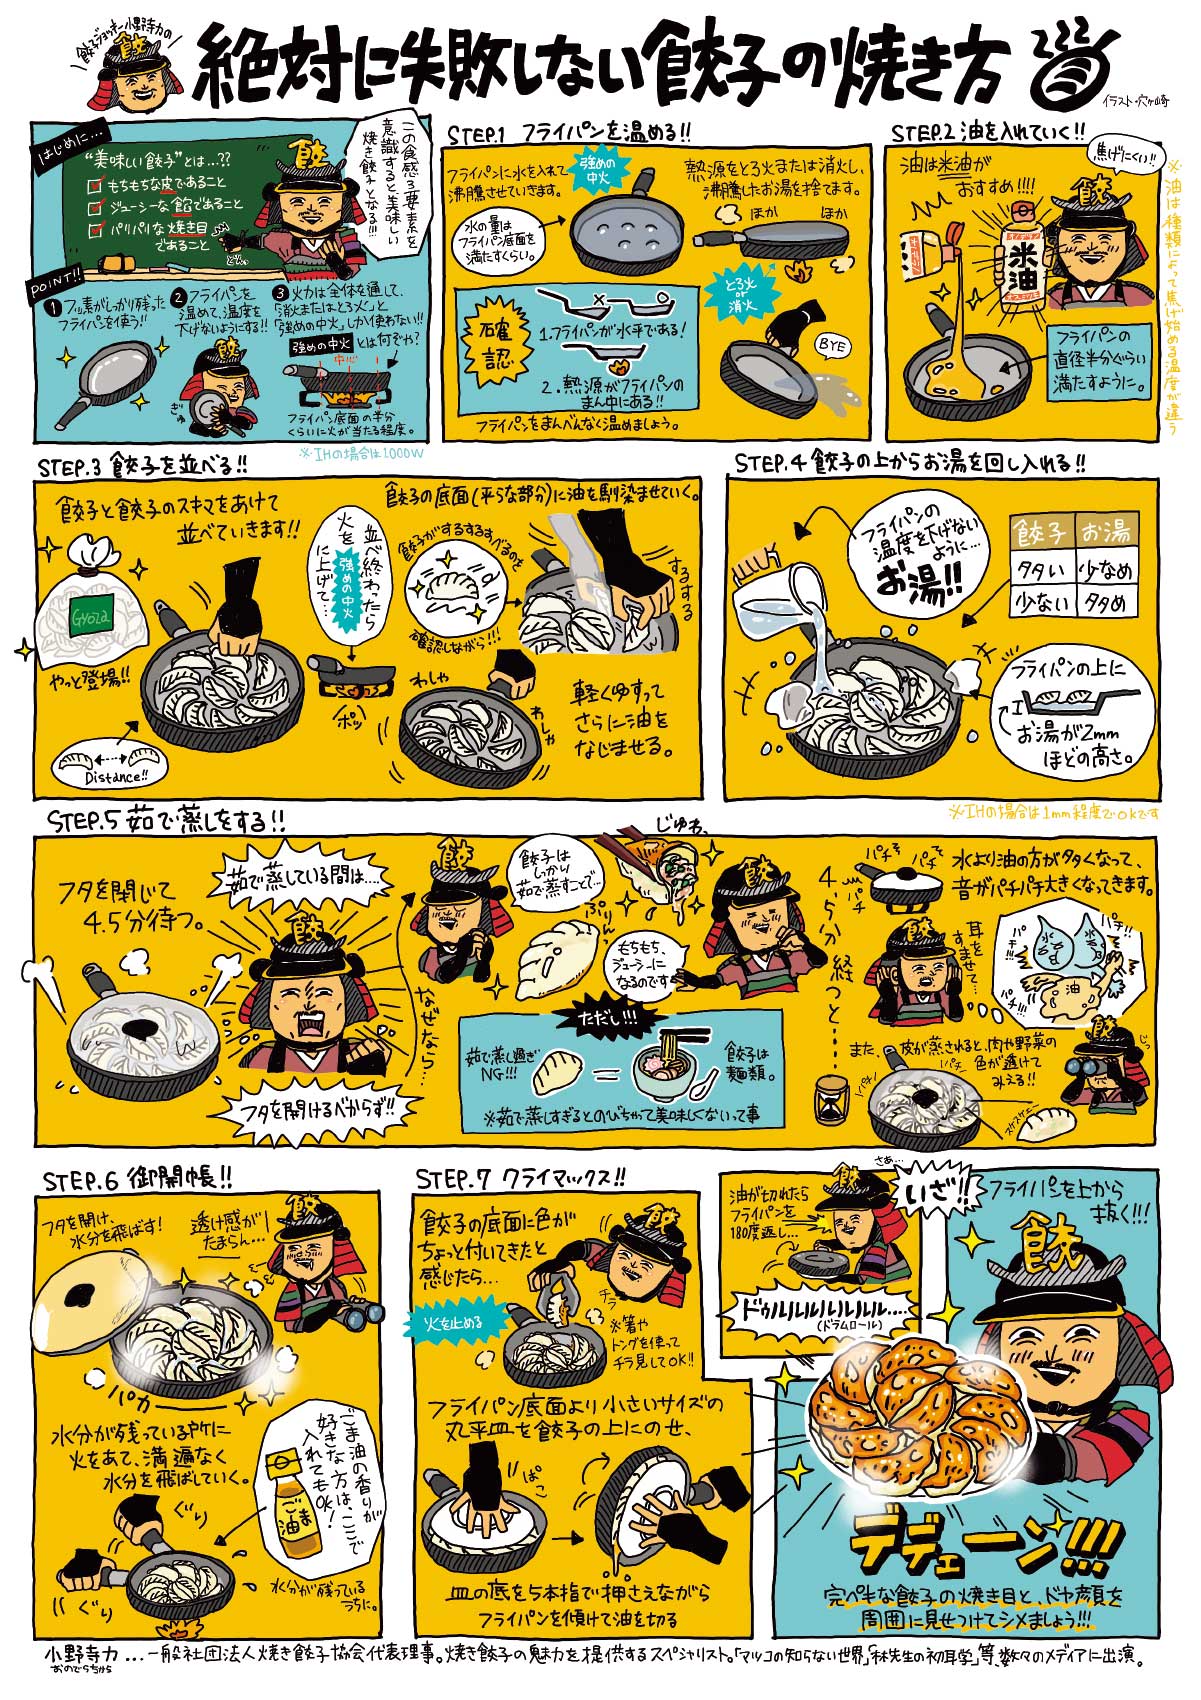 餃子ジョッキー小野寺力の
絶対に失敗しない餃子の焼き方
イラスト・穴ヶ崎
はじめに…
"美味しい餃子"とは…??
もちもちな皮であること
ジューシーな餡であること
パリパリな焼き目
であること
この食感3要素を
意識すると、美味しい
焼き餃子となる!!!
POINT!!
1 フッ素がしっかり残った
フライパンを使う!!
2 フライパンを
温めて、温度を
下げないようにする!!
ぎゅ
3 火力は全体を通して、
「消火またはとろ火」と
「強めの中火」しか使わない!!
強めの中火とは何ぞや?
中心
フライパン底面の半分
くらいに火が当たる程度。
※IHの場合は1000W
STEP.1 フライパンを温める!!
フライパンに水を入れて
沸騰させていきます。
強めの
中火
水の量は
フライパン底面を
満たすくらい。
熱源をとろ火または消火し、
沸騰したお湯を捨てます。
ほか
ほか
とろ火
or
消火
BYE
確認
1.フライパンが水平である!
2.熱源がフライパンの
まん中にある!!
フライパンをまんべんなく温めましょう。
STEP.2 油を入れていく!!
油は米油が
おすすめ!!!!
焦げにくい!!
餃
米油
フライパンの
直径半分ぐらい
満たすように。
※油は種類によって焦げ始める温度が違う
STEP.3 餃子を並べる!!
餃子と餃子のスキマをあけて
並べていきます!!
Gyoza
やっと登場!!
Distance!!
並べ終わったら
火を強めの中火
に上げて…
(ポッ)
餃子の底面(平らな部分)に油を馴染ませていく。
餃子がするするすべるのを
確認しながら!!!
するする
わしゃ
わしゃ
軽くゆすって
さらに油を
なじませる。
STEP.4 餃子の上からお湯を回し入れる!!
フライパンの
温度を下げない
ように…
お湯!!
餃子 お湯
多い 少なめ
少ない 多め
フライパンの上に
お湯が2mm
ほどの高さ。
※IHの場合は1mm程度でOKです
STEP.5 茹で蒸しをする!!
フタを閉じて
4.5分待つ。
茹で蒸している間は…
フタを開けるべからず!!
なぜなら…
餃子は
しっかり
茹で蒸すことで…
じゅわ、
ぷりんっ
もちもち、
ジューシーに
なるのです
ただし!!!
茹で蒸し過ぎ
NG!!!
=
餃子は
麺類。
※茹で蒸しすぎるとのびちゃって美味しくないって事
4.5分経つと…
パチ
パチ
パチ
水より油の方が多くなって、
音がパチパチ大きくなってきます。
耳を
すませて…
パチ!!!
パチ!!
パチ!!
水
水
油
また、皮が蒸されると、肉や野菜の
色が透けて
みえる!!
パチ!
パチ
スケスケェー
STEP.6 御開帳!!
フタを開け、
水分を飛ばす!
透け感が
たまらん…
パカ
水分が残っている所に
火をあて、満遍なく
水分を飛ばしていく。
ごま油の香りが
好きな方は、ここで
入れてもOK!
ごま油
ぐり
ぐり
水分が残っている
うちに。
STEP.7 クライマックス!!
餃子の底面に色が
ちょっと付いてきたと
感じたら…
火を止める
チラ
※箸や
トングを使って
チラ見してOK!!
フライパン底面より小さいサイズの
丸平皿を餃子の上にのせ、
ぱこ
皿の底を5本指で押さえながら
フライパンを傾けて油を切る
油が切れたら
フライパンを
180度返し…
さあ…
ドゥルルルルルルル….
(ドラムロール)
いざ!!
フライパンを上から
抜く!!!
デデェーン!!!
完ペキな餃子の焼き目と、ドヤ顔を
周囲に見せつけてシメましょう!!!
小野寺力…一般社団法人焼き餃子協会代表理事。焼き餃子の魅力を提供するスペシャリスト。「マツコの知らない世界」「林先生の初耳学」等、数々のメディアに出演。
おのでらちから